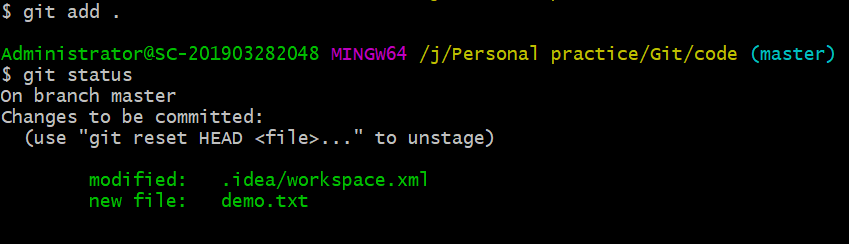 $ git add .
Administrator@SC-201903282048 MINGW64 /j/Personal practice/Git/code (master)
$ git status
On branch master
Changes to be committed:
  (use "git reset HEAD <file>..." to unstage)
        modified:   .idea/workspace.xml
        new file:   demo.txt